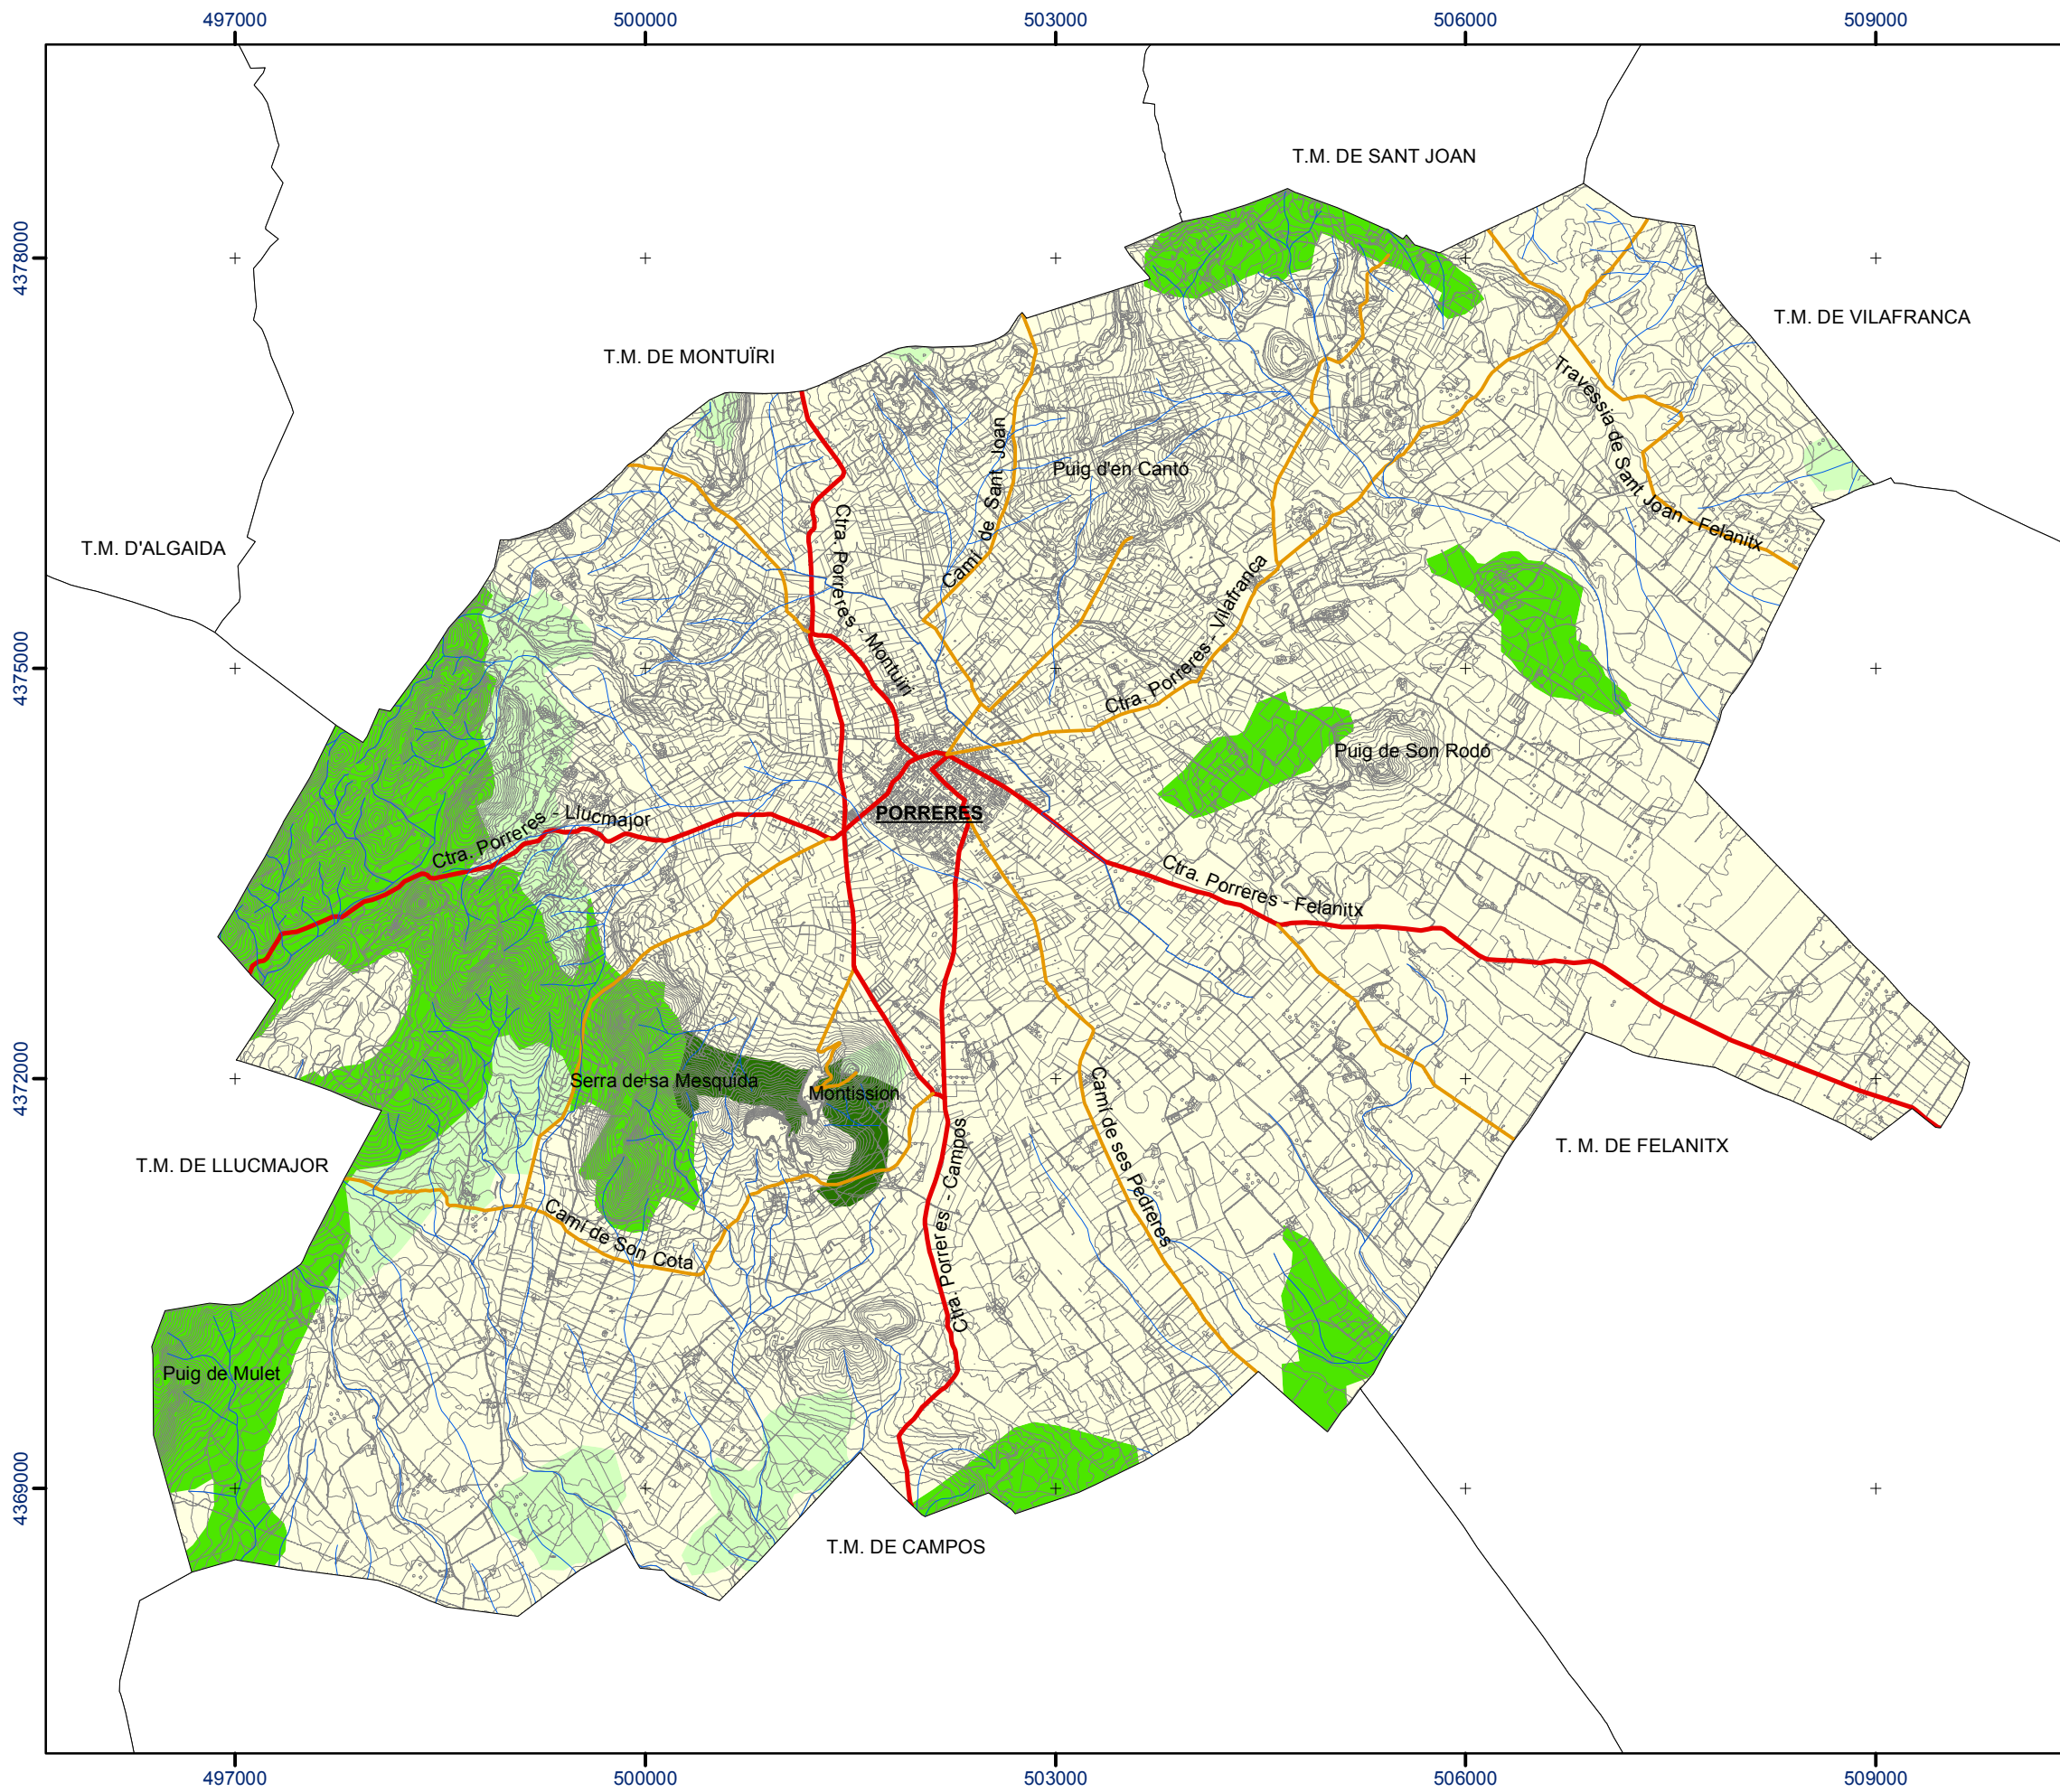 497000
500000
503000
506000
509000
T.M. DE SANT JOAN
4378000
T.M. DE VILAFRANCA
T.M. DE MONTUÏRI
Travessia de Sant Joan - Felanitx
Camí de Sant Joan
Puig d'en Cantó
T.M. D'ALGAIDA
Ctra. Porreres - Montuïri
Ctra. Porreres - Vilafranca
4375000
Puig de Son Rodó
PORRERES
Ctra. Porreres - Llucmajor
Ctra. Porreres - Felanitx
4372000
Serra de sa Mesquida
Montission
Camí de ses Pedreres
T. M. DE FELANITX
T.M. DE LLUCMAJOR
Ctra. Porreres - Campos
Camí de Son Cota
Puig de Mulet
4369000
T.M. DE CAMPOS
497000
500000
503000
506000
509000